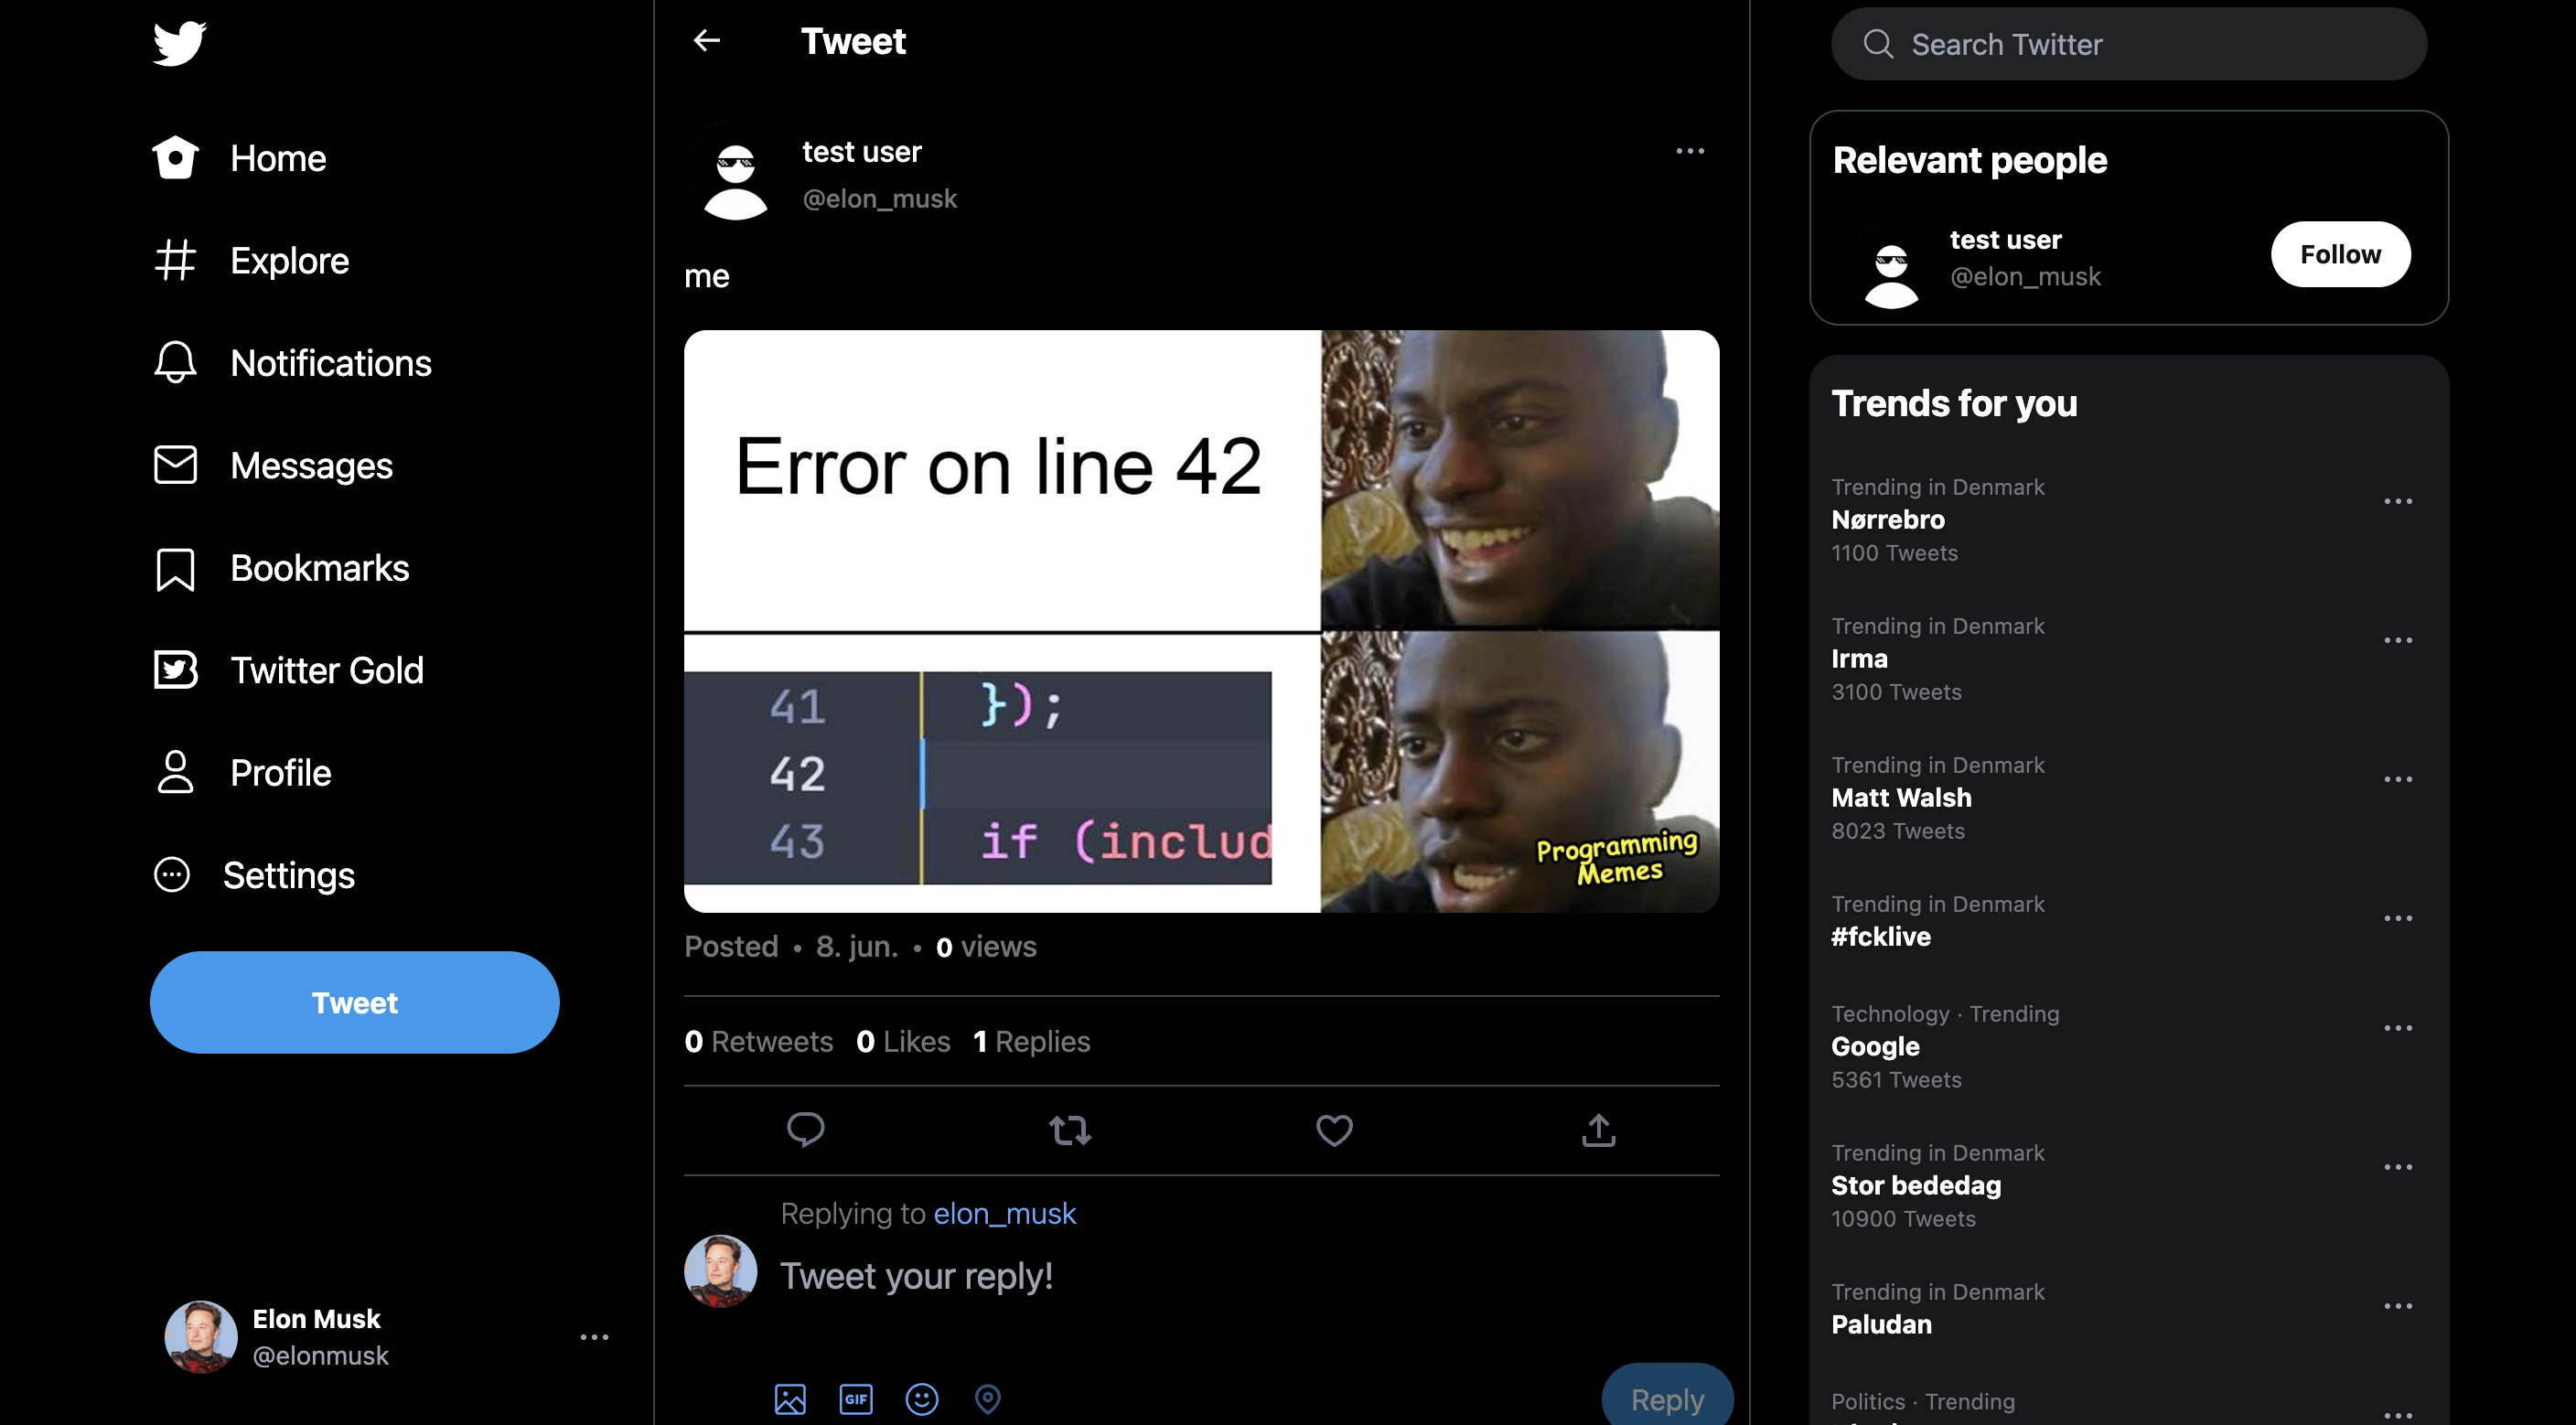 Home
Explore
Notifications
Messages
Bookmarks
Twitter Gold
Profile
Settings
Tweet
Elon Musk
@elonmusk
Tweet
test user
@elon_musk
me
Error on line 42
41 });
42
43 if (includ
Programming
Memes
Posted • 8. jun. • 0 views
0 Retweets 0 Likes 1 Replies
Replying to elon_musk
Tweet your reply!
GIF
Reply
Search Twitter
Relevant people
test user
@elon_musk
Follow
Trends for you
Trending in Denmark
Nørrebro
1100 Tweets
Trending in Denmark
Irma
3100 Tweets
Trending in Denmark
Matt Walsh
8023 Tweets
Trending in Denmark
#fcklive
Technology · Trending
Google
5361 Tweets
Trending in Denmark
Stor bededag
10900 Tweets
Trending in Denmark
Paludan
Politics · Trending